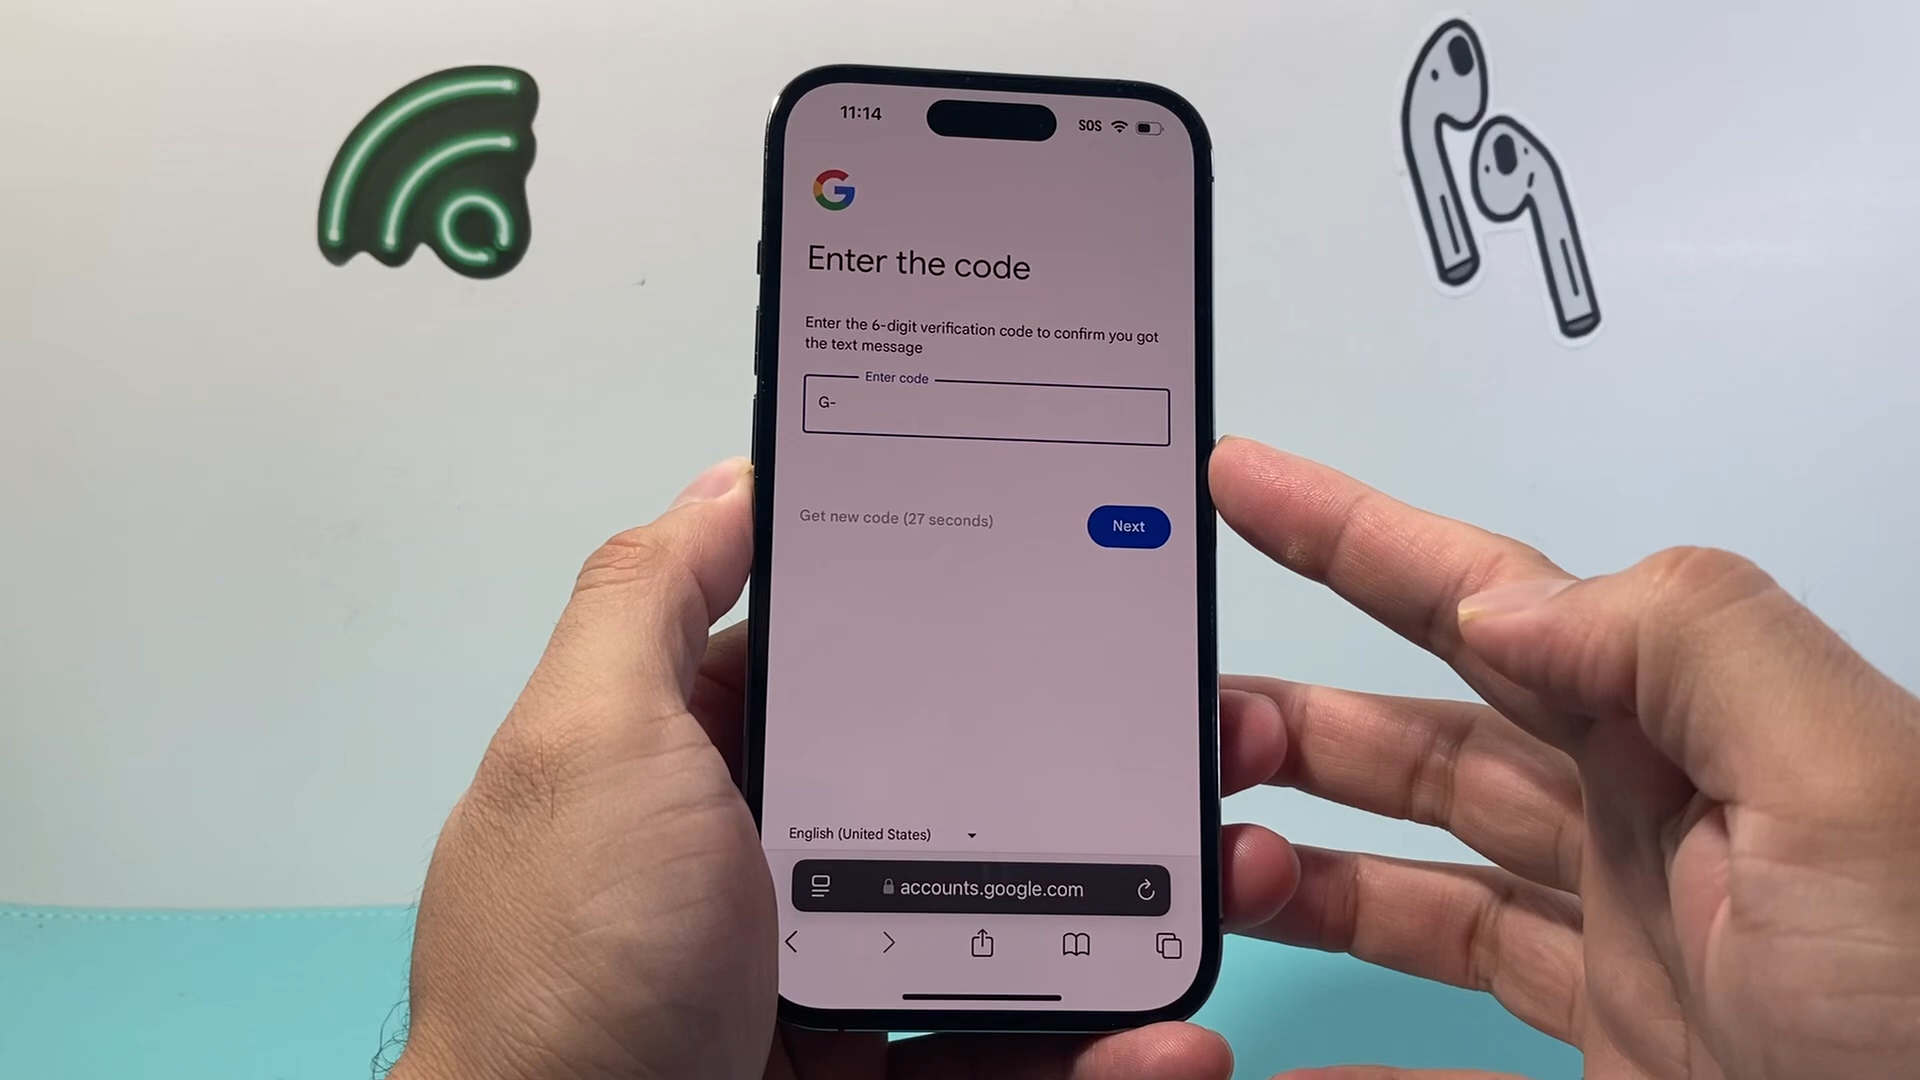 11:14
SOS
Enter the code
Enter the 6-digit verification code to confirm you got
the text message
Enter code
G-
Get new code (27 seconds)
Next
English (United States)
accounts.google.com